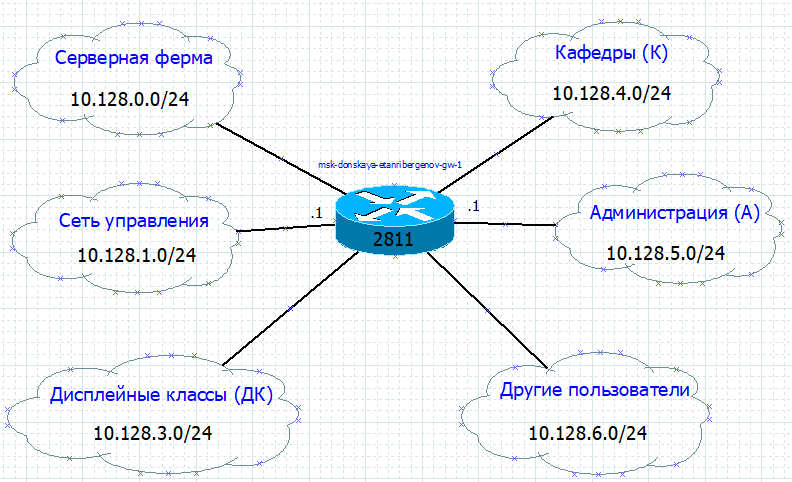 Серверная ферма
10.128.0.0/24
Кафедры (К)
10.128.4.0/24
msk-donskaya-etanribergenov-gw-1
Сеть управления
10.128.1.0/24
.1
.1
2811
Администрация (А)
10.128.5.0/24
Дисплейные классы (ДК)
10.128.3.0/24
Другие пользователи
10.128.6.0/24